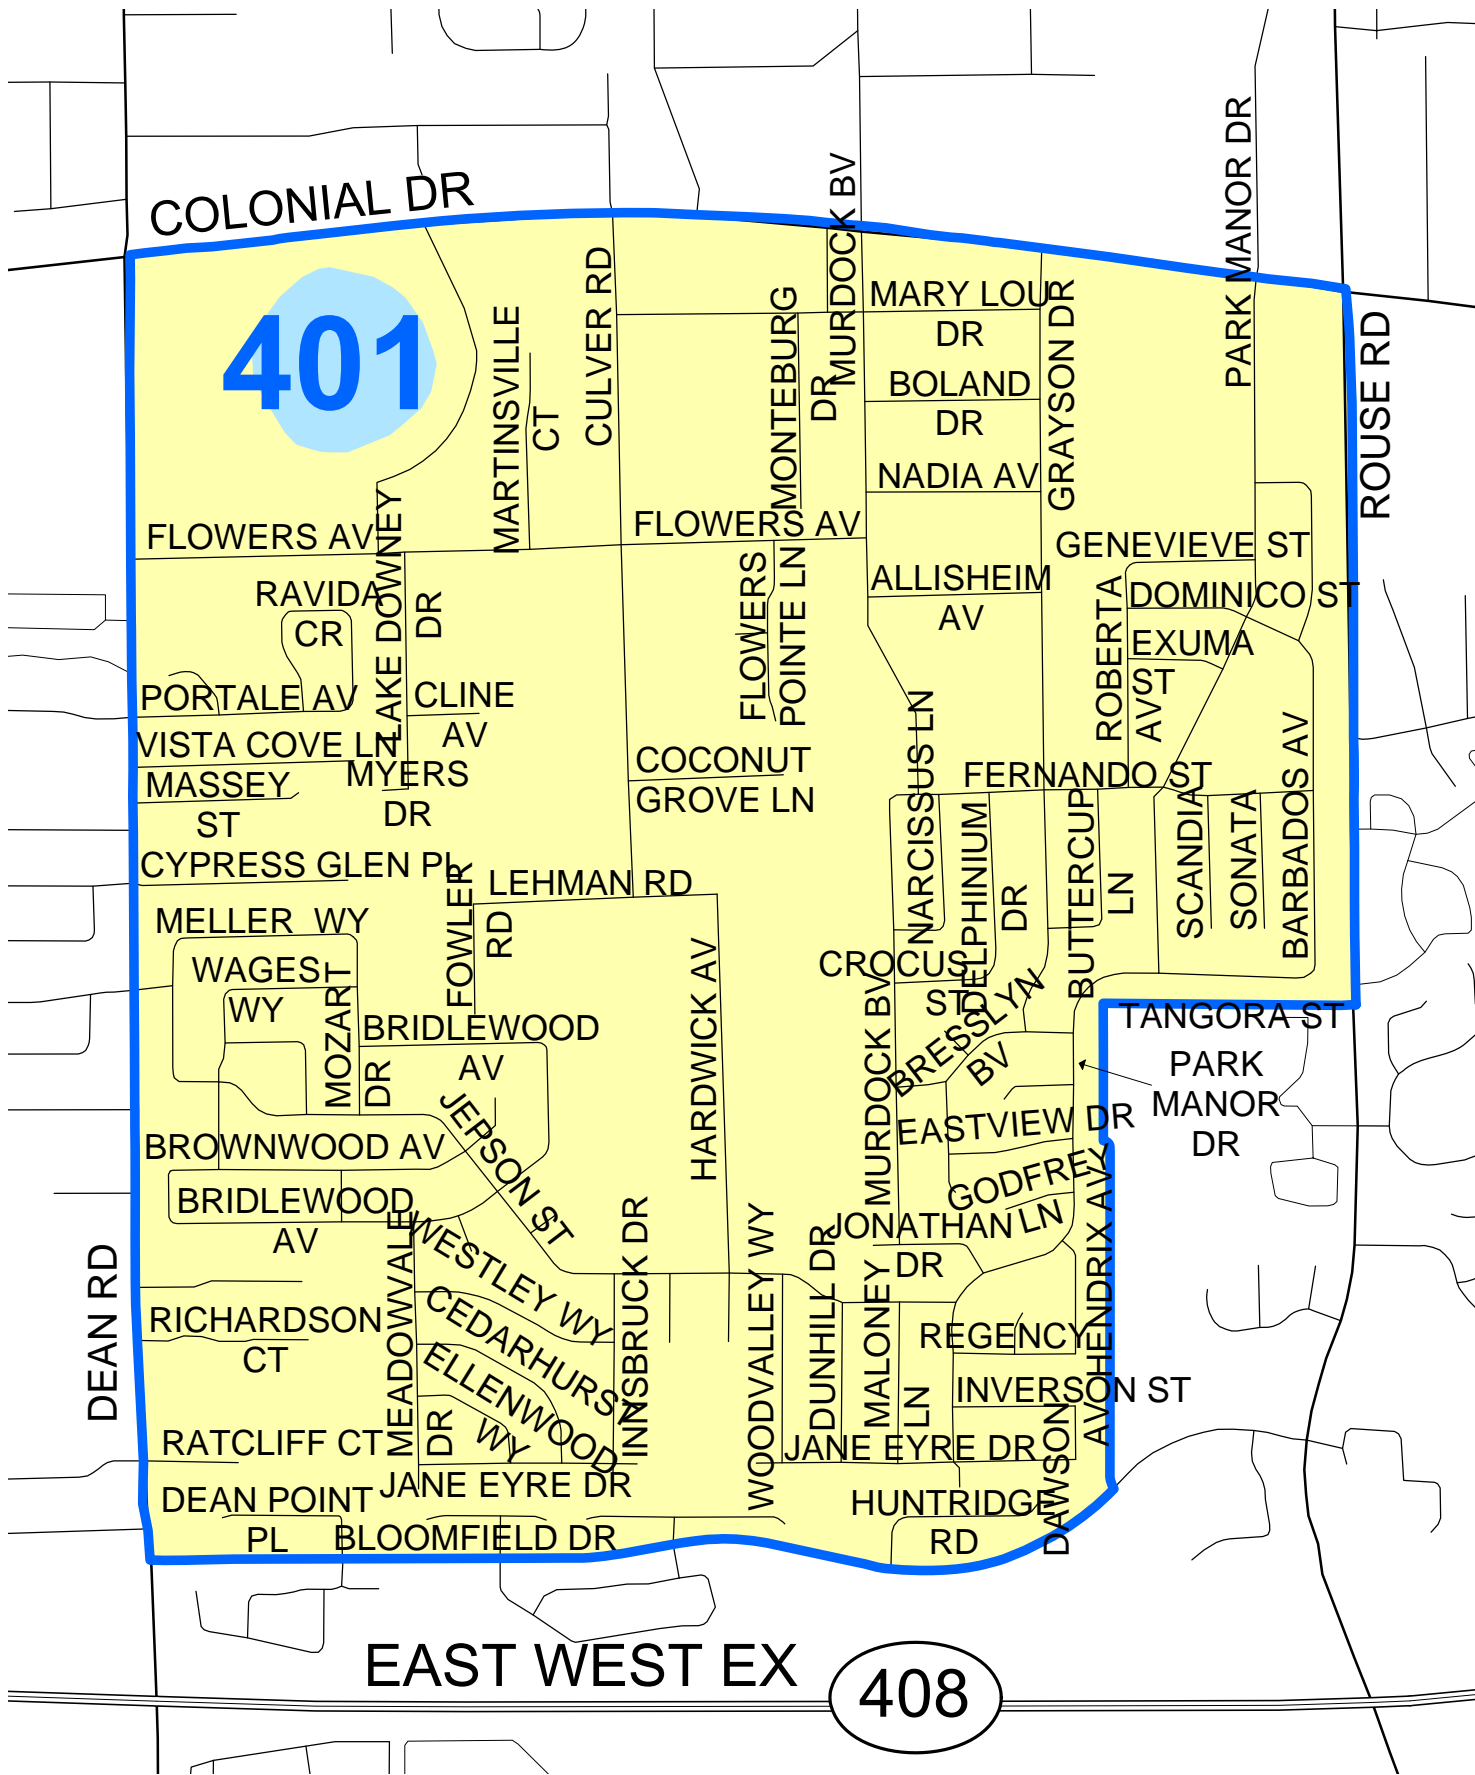 COLONIAL DR
PARK MANOR DR
MURDOCK BV
401
MARTINSVILLE
CT
CULVER RD
MONTEBURG
DR
MARY LOU
DR
BOLAND
DR
NADIA AV
GRAYSON DR
ROUSE RD
FLOWERS AV
FLOWERS AV
GENEVIEVE ST
LAKE DOWNEY
DR
RAVIDA
CR
FLOWERS
POINTE LN
ALLISHEIM
AV
ROBERTA
AV
DOMINICO ST
EXUMA
ST
PORTALE AV
CLINE
AV
VISTA COVE LN
MYERS
DR
MASSEY
ST
COCONUT
GROVE LN
NARCISSUS LN
FERNANDO ST
BARBADOS AV
CYPRESS GLEN PL
FOWLER
RD
LEHMAN RD
DELPHINIUM
DR
BUTTERCUP
LN
SCANDIA
SONATA
MELLER WY
WAGES
WY
MOZART
DR
HARDWICK AV
CROCUS
ST
MURDOCK BV
BRESSLYN
BV
TANGORA ST
BRIDLEWOOD
AV
PARK
MANOR
DR
JEPSON ST
BROWNWOOD AV
EASTVIEW DR
BRIDLEWOOD
AV
GODFREY
LN
MEADOWVALE
DR
WESTLEY WY
INNSBRUCK DR
WOODVALLEY WY
JONATHAN
DR
DUNHILL DR
MALONEY
LN
AVONHENDRIX AV
DEAN RD
RICHARDSON
CT
CEDARHURST
REGENCY
ELLENWOOD
WY
INVERSON ST
RATCLIFF CT
JANE EYRE DR
JANE EYRE DR
DAWSON
DEAN POINT
PL
HUNTRIDGE
RD
BLOOMFIELD DR
EAST WEST EX
408